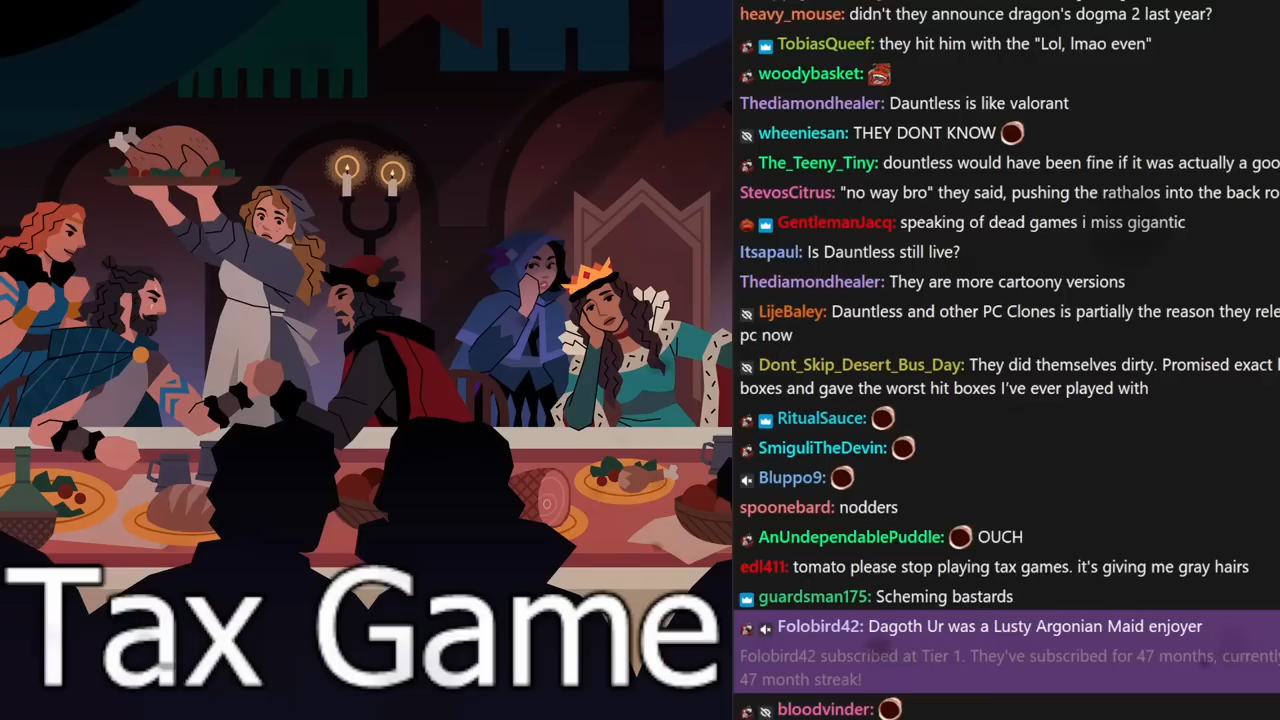 heavy_mouse: didn't they announce dragon's dogma 2 last year?
TobiasQueef: they hit him with the "Lol, lmao even"
woodybasket:
Thediamondhealer: Dauntless is like valorant
wheeniesan: THEY DONT KNOW
The_Teeny_Tiny: dountless would have been fine if it was actually a goo
StevosCitrus: "no way bro" they said, pushing the rathalos into the back ro
GentlemanJacq: speaking of dead games i miss gigantic
Itsapaul: Is Dauntless still live?
Thediamondhealer: They are more cartoony versions
LijeBaley: Dauntless and other PC Clones is partially the reason they rele
pc now
Dont_Skip_Desert_Bus_Day: They did themselves dirty. Promised exact
boxes and gave the worst hit boxes I've ever played with
RitualSauce:
SmiguliTheDevin:
Bluppo9:
spoonebard: nodders
AnUndependablePuddle: OUCH
edl411: tomato please stop playing tax games. it's giving me gray hairs
guardsman175: Scheming bastards
Folobird42: Dagoth Ur was a Lusty Argonian Maid enjoyer
Folobird42 subscribed at Tier 1. They've subscribed for 47 months, currently
47 month streak!
bloodvinder:
Tax Game